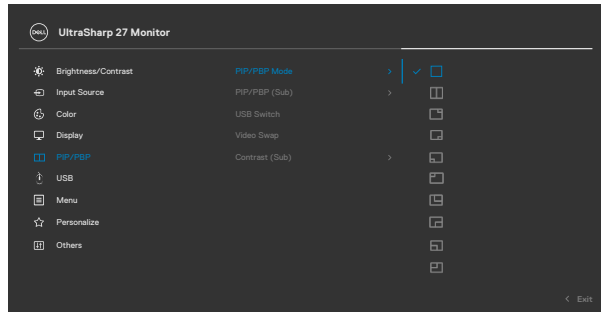 DELL UltraSharp 27 Monitor
Brightness/Contrast PIP/PBP Mode
Input Source PIP/PBP (Sub)
Color USB Switch
Display Video Swap
PIP/PBP Contrast (Sub)
USB
Menu
Personalize
Others
Exit